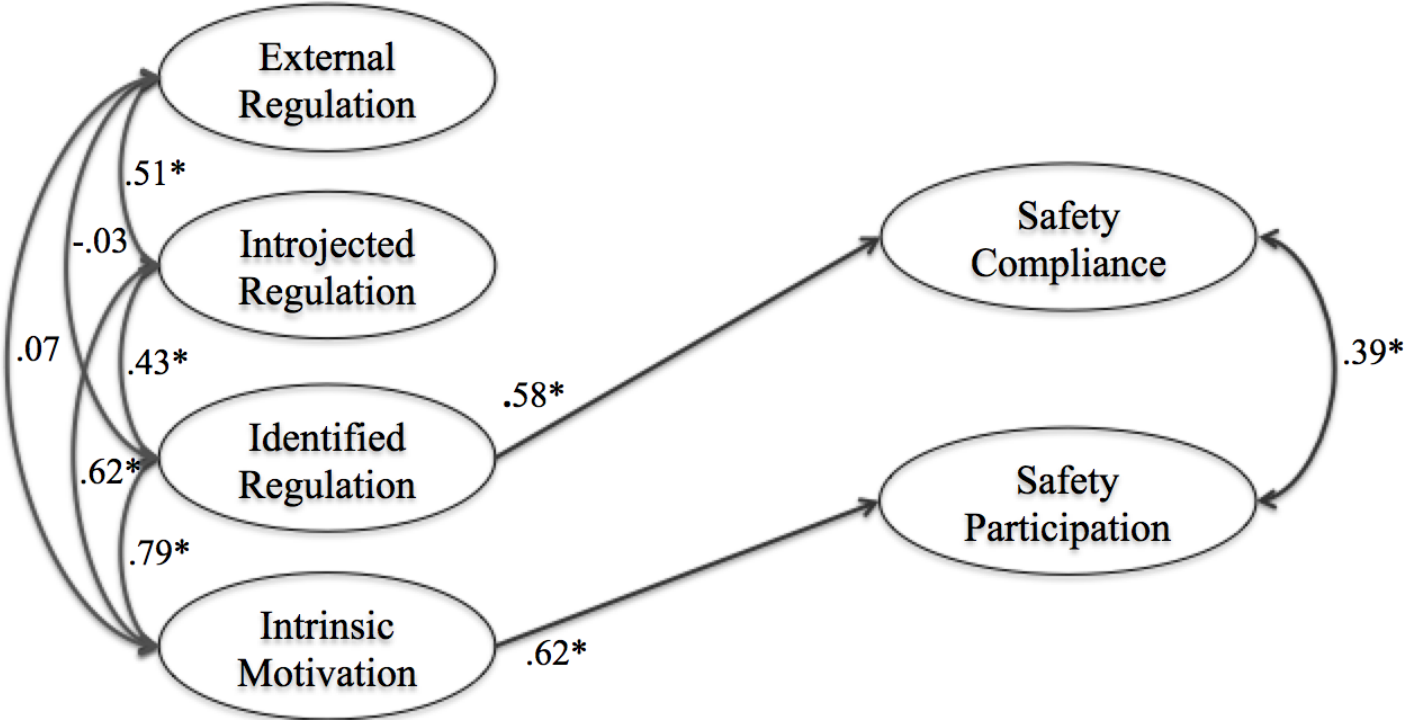 External
Regulation
.51*
-.03
Introjected
Regulation
.07
.43*
Identified
Regulation
.62*
.79*
Intrinsic
Motivation
.58*
.62*
Safety
Compliance
.39*
Safety
Participation